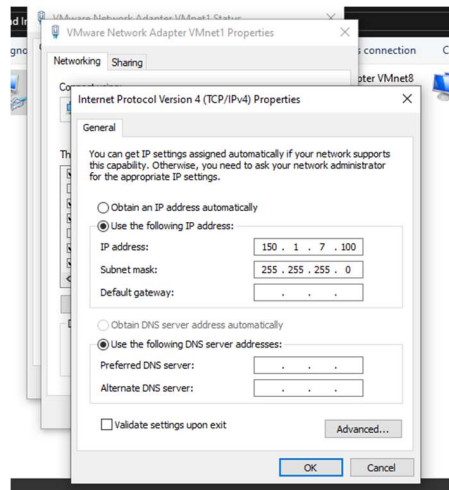 VMware Network Adapter VMnet1 Status
VMware Network Adapter VMnet1 Properties
connection
Networking
Sharing
VMnet8
Internet Protocol Version 4 (TCP/IPv4) Properties
General
You can get IP settings assigned automatically if your network supports
this capability. Otherwise, you need to ask your network administrator
for the appropriate IP settings.
Obtain an IP address automatically
Use the following IP address:
IP address: 150 . 1 . 7 . 100
Subnet mask: 255 . 255 . 255 . 0
Default gateway: . . .
Obtain DNS server address automatically
Use the following DNS server addresses:
Preferred DNS server: . . .
Alternate DNS server: . . .
Validate settings upon exit
Advanced...
OK
Cancel